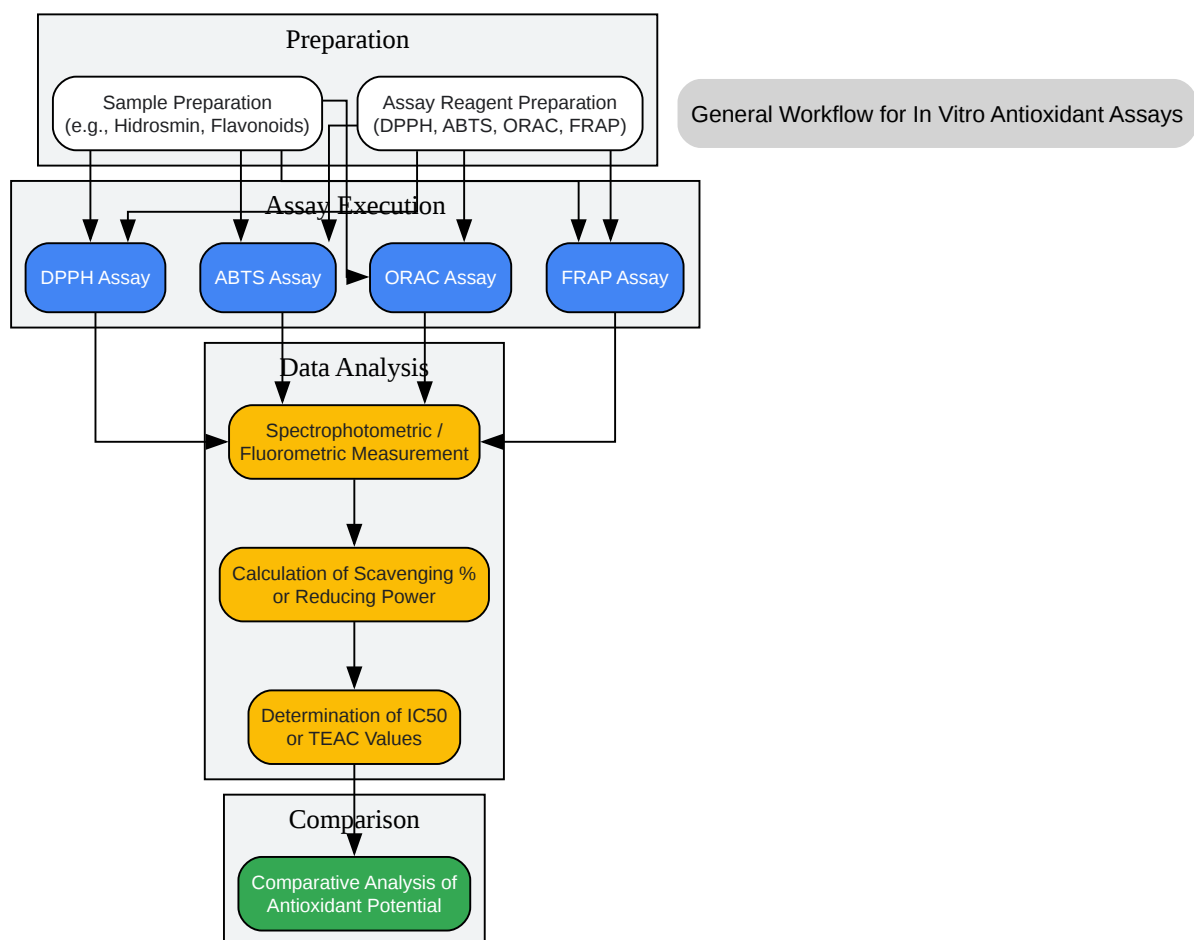 Preparation
Sample Preparation
(e.g., Hidrosmin, Flavonoids)
Assay Reagent Preparation
(DPPH, ABTS, ORAC, FRAP)
General Workflow for In Vitro Antioxidant Assays
Assay Execution
DPPH Assay
ABTS Assay
ORAC Assay
FRAP Assay
Data Analysis
Spectrophotometric /
Fluorometric Measurement
Calculation of Scavenging %
or Reducing Power
Determination of IC50
or TEAC Values
Comparison
Comparative Analysis of
Antioxidant Potential